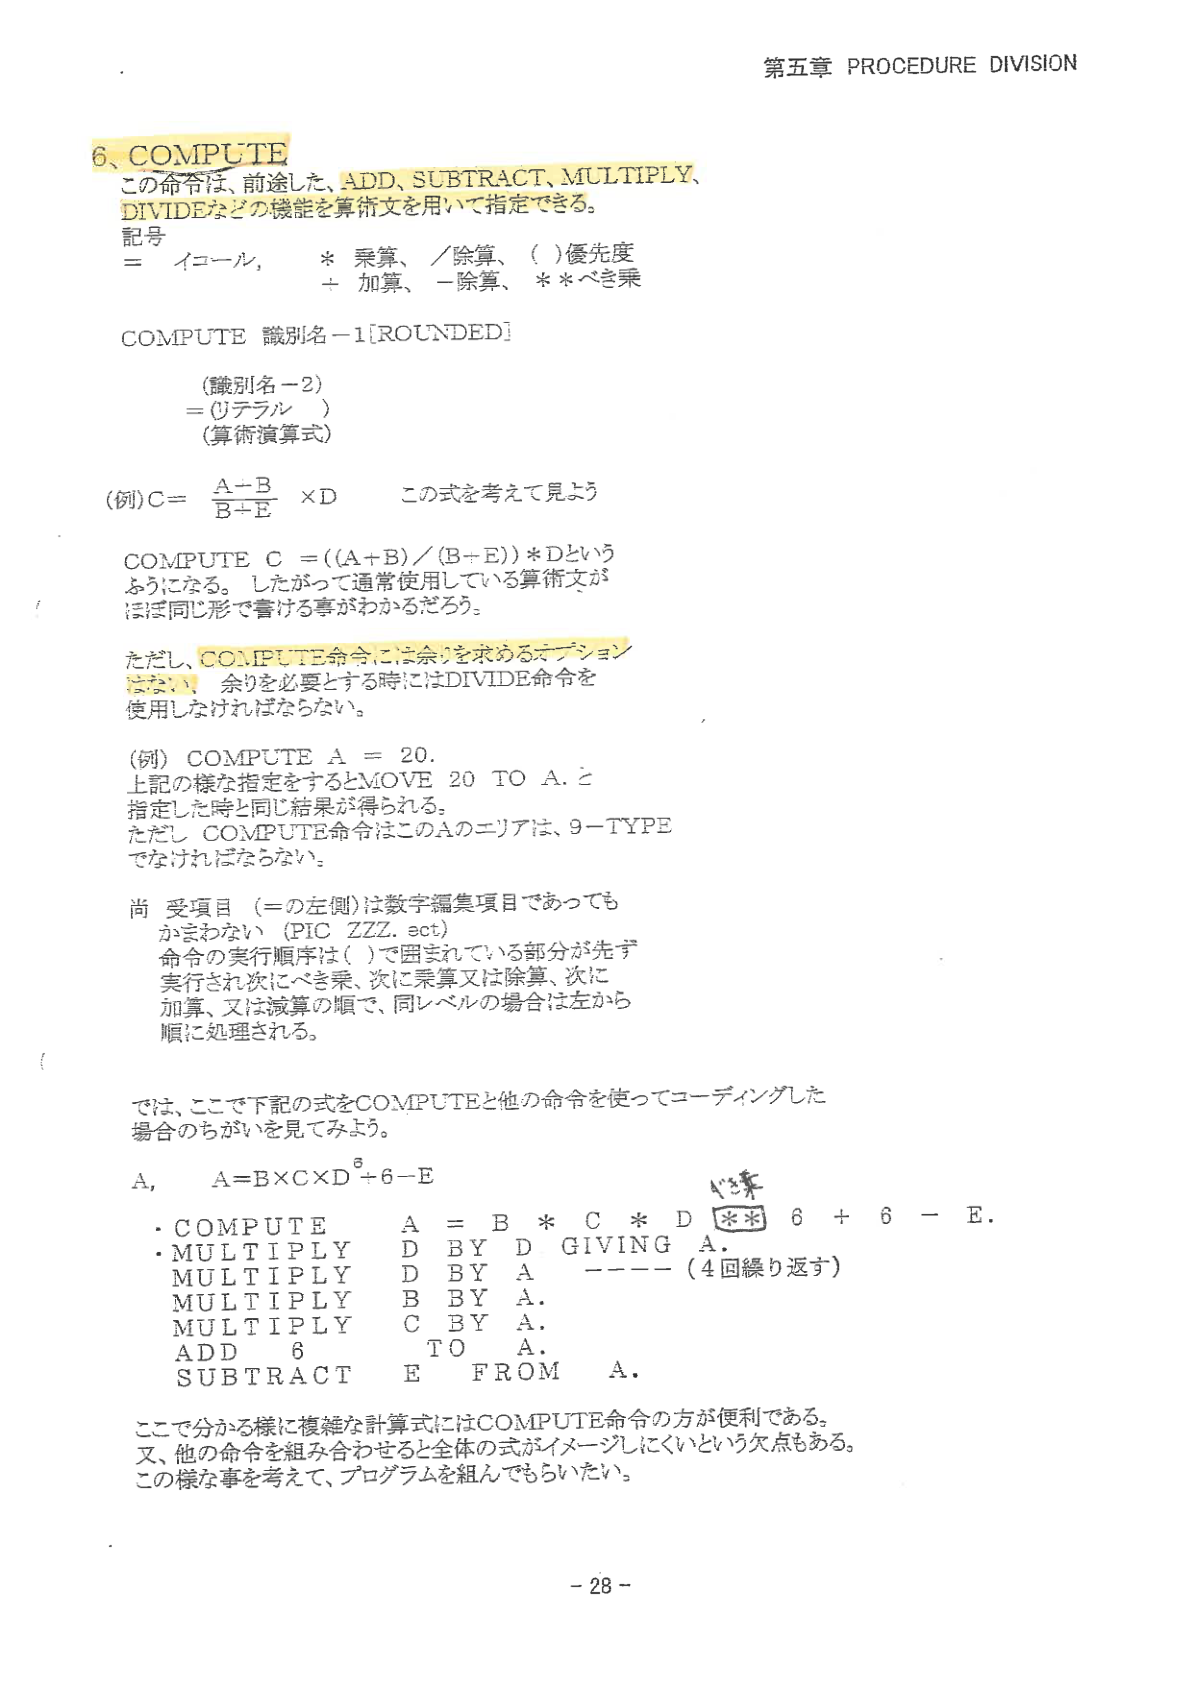 第五章 PROCEDURE DIVISION
6、COMPUTE
この命令は、前途した、ADD、SUBTRACT、MULTIPLY、
DIVIDEなどの機能を算術文を用いて指定できる。
記号
＝ イコール, ＊ 乗算、 ／除算、 ( )優先度
＋ 加算、 －除算、 ＊＊べき乗
COMPUTE 識別名－1[ROUNDED]
(識別名－2)
＝(リテラル )
(算術演算式)
(例)C＝ A＋B ×D この式を考えて見よう
B＋E
COMPUTE C ＝((A＋B)／(B＋E))＊Dという
ふうになる。 したがって通常使用している算術文が
ほぼ同じ形で書ける事がわかるだろう。
ただし、COMPUTE命令には余りを求めるオプション
はない、 余りを必要とする時にはDIVIDE命令を
使用しなければならない。
(例) COMPUTE A ＝ 20.
上記の様な指定をするとMOVE 20 TO A. と
指定した時と同じ結果が得られる。
ただし COMPUTE命令はこのAのエリアは、9－TYPE
でなければならない。
尚 受項目 (＝の左側)は数字編集項目であっても
かまわない (PIC ZZZ. ect)
命令の実行順序は( )で囲まれている部分が先ず
実行され次にべき乗、次に乗算又は除算、次に
加算、又は減算の順で、同レベルの場合は左から
順に処理される。
では、ここで下記の式をCOMPUTEと他の命令を使ってコーディングした
場合のちがいを見てみよう。
A, A＝B×C×D⁶＋6－E
べき乗
・COMPUTE A ＝ B ＊ C ＊ D ＊＊ 6 ＋ 6 － E.
・MULTIPLY D BY D GIVING A.
MULTIPLY D BY A －－－－ (4回繰り返す)
MULTIPLY B BY A.
MULTIPLY C BY A.
ADD 6 TO A.
SUBTRACT E FROM A.
ここで分かる様に複雑な計算式にはCOMPUTE命令の方が便利である。
又、他の命令を組み合わせると全体の式がイメージしにくいという欠点もある。
この様な事を考えて、プログラムを組んでもらいたい。
－ 28 －